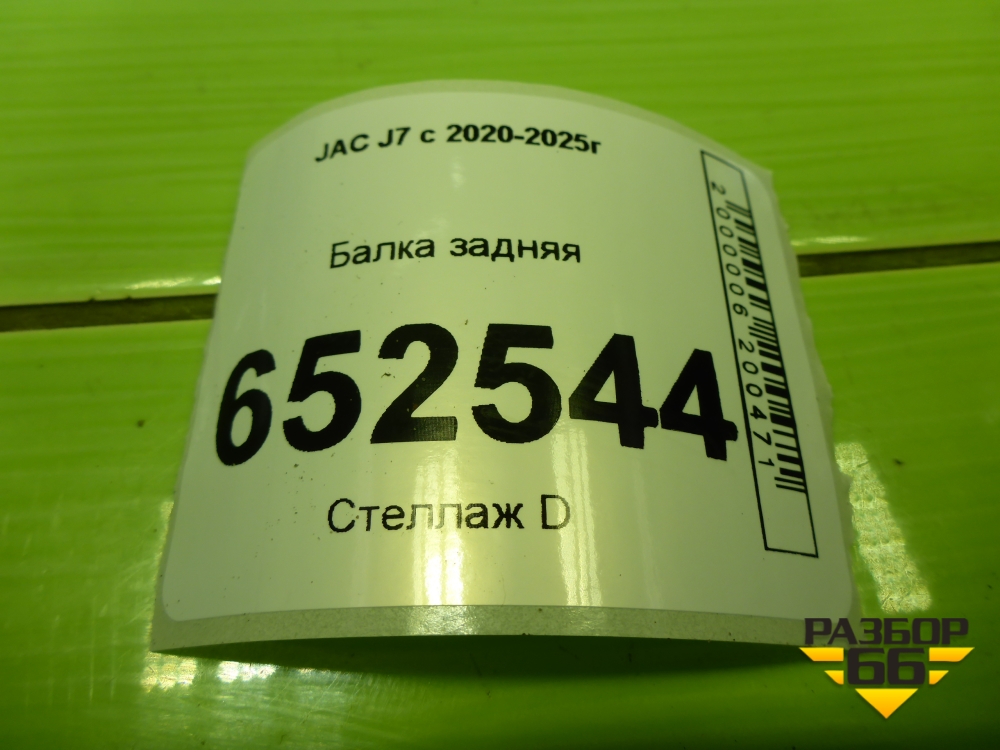 JAC J7 с 2020-2025г
Балка задняя
652544
Стеллаж D
2000006200471
РАЗБОР
66